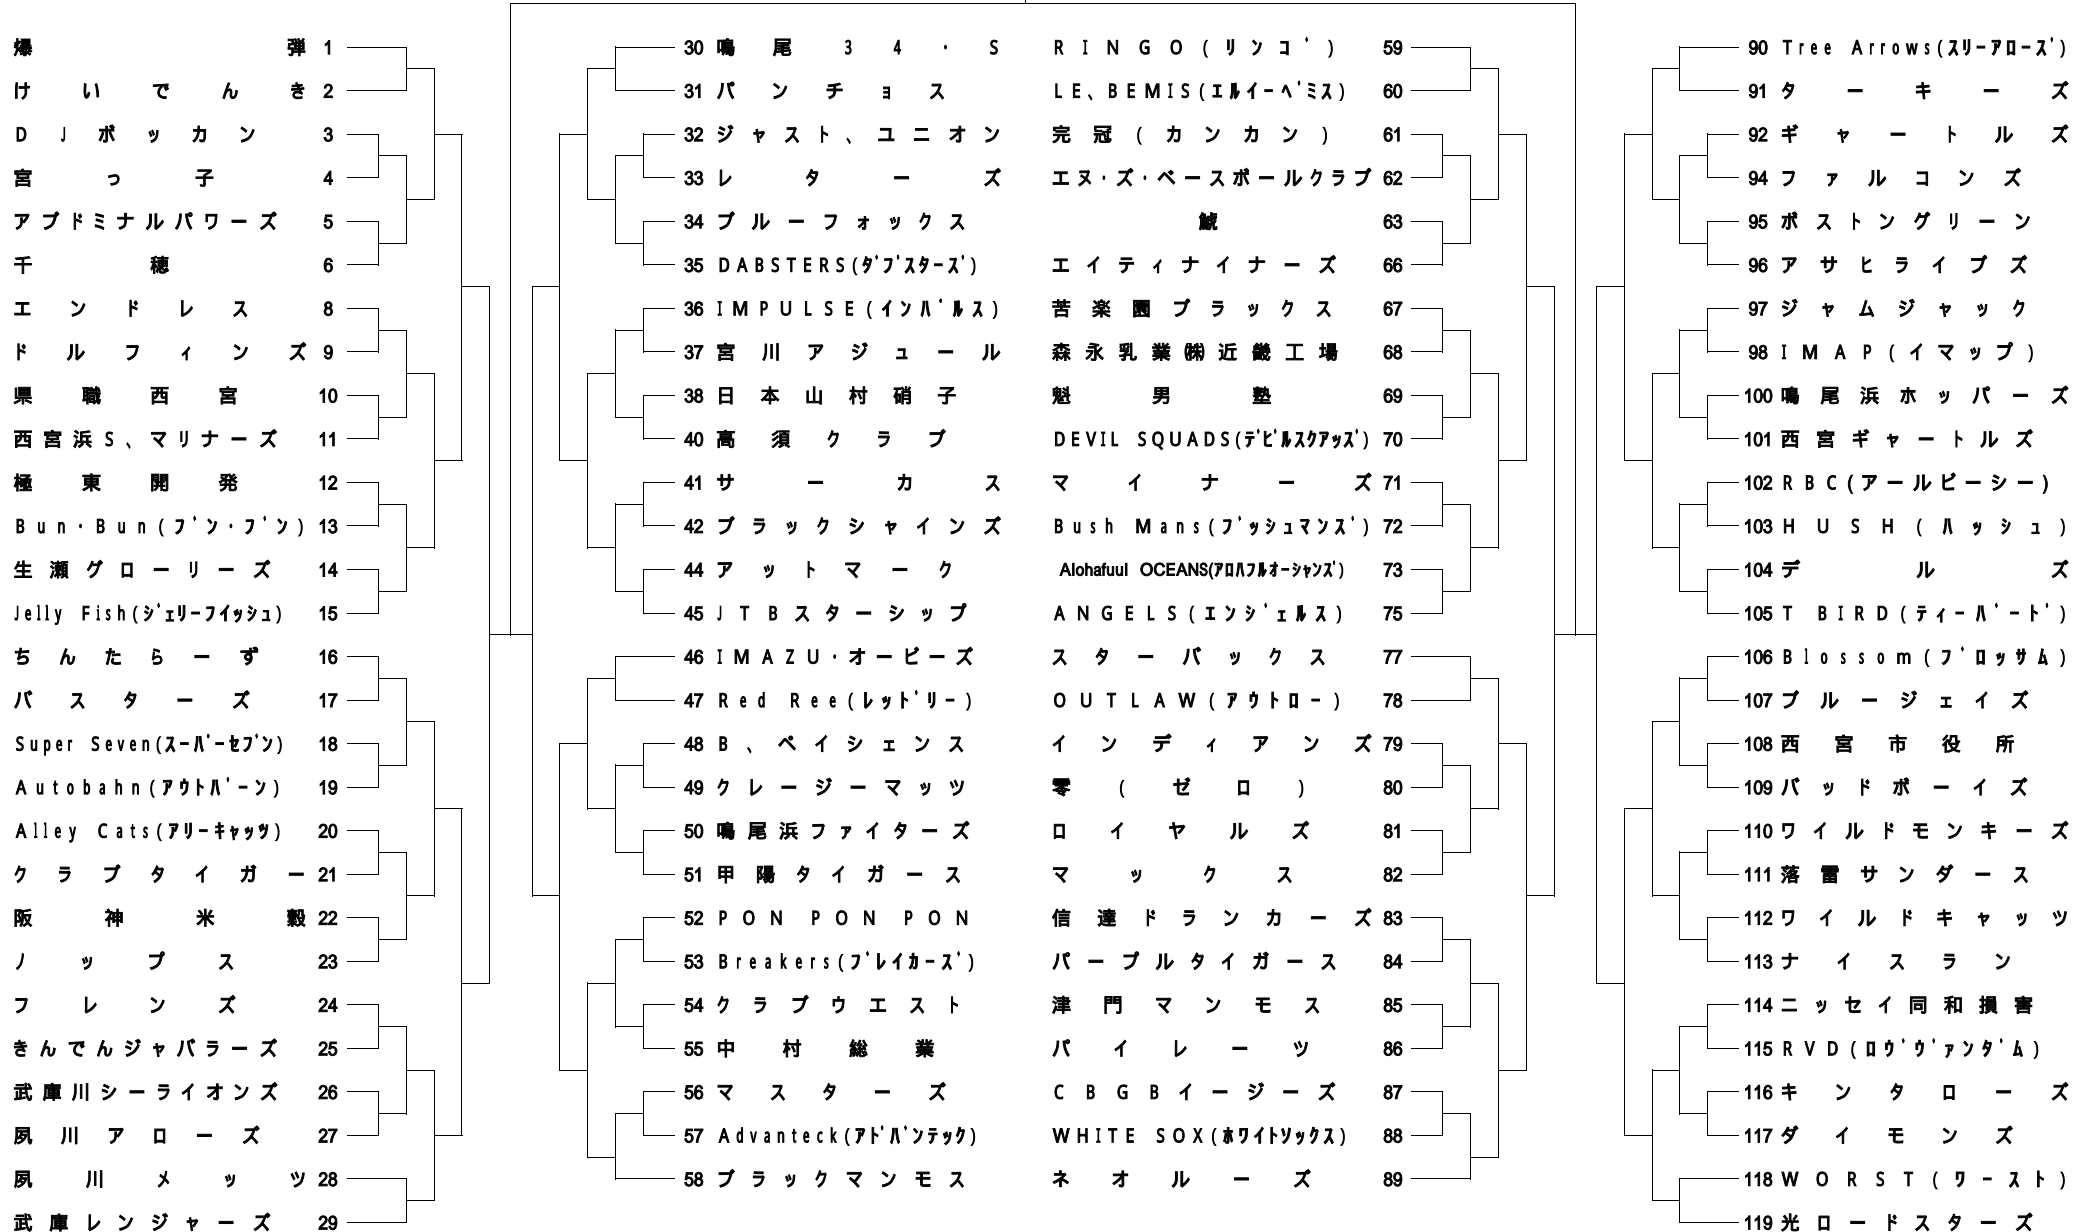 爆弾 1
けいでんき 2
DJボッカン 3
宮っ子 4
アブドミナルパワーズ 5
千穂 6
エンドレス 8
ドルフィンズ 9
県職西宮 10
西宮浜S、マリナーズ 11
極東開発 12
Bun・Bun(ブン・ブン) 13
生瀬グローリーズ 14
Jelly Fish(ジェリーフイッシュ) 15
ちんたらーず 16
バスターズ 17
Super Seven(スーパーセブン) 18
Autobahn(アウトバーン) 19
Alley Cats(アリーキャッツ) 20
クラブタイガー 21
阪神米穀 22
ノップス 23
フレンズ 24
きんでんジャバラーズ 25
武庫川シーライオンズ 26
夙川アローズ 27
夙川メッツ 28
武庫レンジャーズ 29
30 鳴尾34・S
31 パンチョス
32 ジャスト、ユニオン
33 レターズ
34 ブルーフォックス
35 DABSTERS(ダブスターズ)
36 IMPULSE(インパルス)
37 宮川アジュール
38 日本山村硝子
40 高須クラブ
41 サーカス
42 ブラックシャインズ
44 アットマーク
45 JTBスターシップ
46 IMAZU・オービーズ
47 Red Ree(レッドリー)
48 B、ペイシェンス
49 クレージーマッツ
50 鳴尾浜ファイターズ
51 甲陽タイガース
52 PON PON PON
53 Breakers(ブレイカーズ)
54 クラブウエスト
55 中村総業
56 マスターズ
57 Advanteck(アドバンテック)
58 ブラックマンモス
RINGO(リンゴ) 59
LE、BEMIS(エルイーベミス) 60
完冠(カンカン) 61
エヌ・ズ・ベースボールクラブ 62
鯱 63
エイティナイナーズ 66
苦楽園ブラックス 67
森永乳業㈱近畿工場 68
魁男塾 69
DEVIL SQUADS(デビルスクアッズ) 70
マイナーズ 71
Bush Mans(ブッシュマンズ) 72
Alohafuul OCEANS(アロハフルオーシャンズ) 73
ANGELS(エンジェルス) 75
スターバックス 77
OUTLAW(アウトロー) 78
インディアンズ 79
零(ゼロ) 80
ロイヤルズ 81
マックス 82
信達ドランカーズ 83
パープルタイガース 84
津門マンモス 85
パイレーツ 86
CBGBイージーズ 87
WHITE SOX(ホワイトソックス) 88
ネオルーズ 89
90 Tree Arrows(スリーアローズ)
91 ターキーズ
92 ギャートルズ
94 ファルコンズ
95 ボストングリーン
96 アサヒライブズ
97 ジャムジャック
98 IMAP(イマップ)
100 鳴尾浜ホッパーズ
101 西宮ギャートルズ
102 RBC(アールビーシー)
103 HUSH(ハッシュ)
104 デルズ
105 T BIRD(ティーバード)
106 Blossom(ブロッサム)
107 ブルージェイズ
108 西宮市役所
109 バッドボーイズ
110 ワイルドモンキーズ
111 落雷サンダース
112 ワイルドキャッツ
113 ナイスラン
114 ニッセイ同和損害
115 RVD(ロヴヴァンダム)
116 キンタローズ
117 ダイモンズ
118 WORST(ワースト)
119 光ロードスターズ